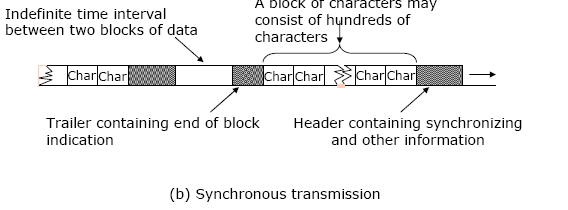 Indefinite time interval
between two blocks of data
A block of characters may
consist of hundreds of
characters
Char Char Char Char Char Char
Trailer containing end of block
indication
Header containing synchronizing
and other information
(b) Synchronous transmission